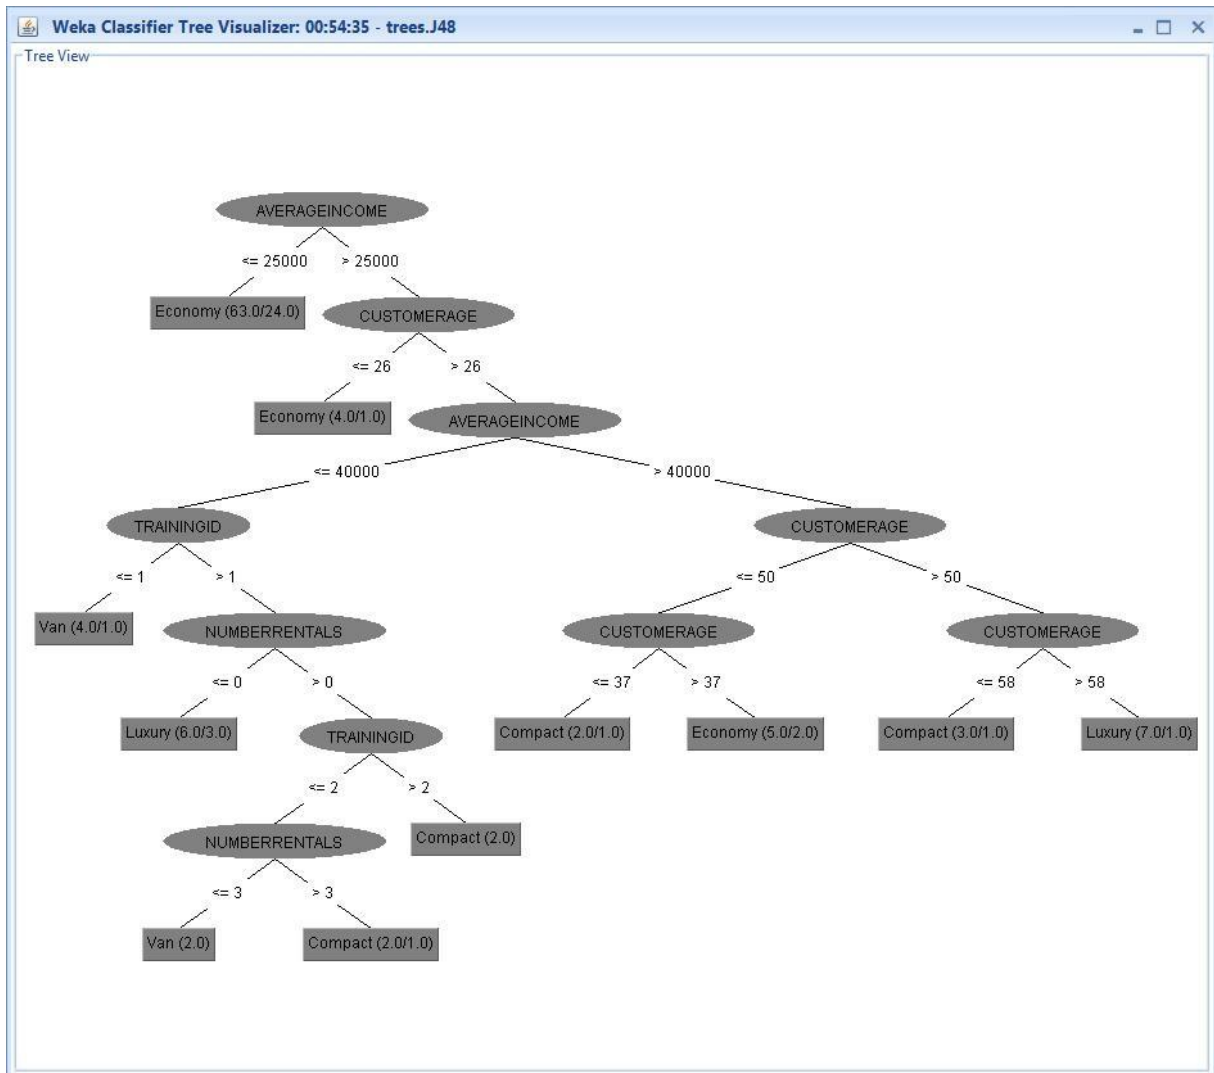 Weka Classifier Tree Visualizer: 00:54:35 - trees.J48
Tree View
AVERAGEINCOME
<= 25000 > 25000
Economy (63.0/24.0) CUSTOMERAGE
<= 26 > 26
Economy (4.0/1.0) AVERAGEINCOME
<= 40000 > 40000
TRAININGID CUSTOMERAGE
<= 1 > 1 <= 50 > 50
Van (4.0/1.0) NUMBERRENTALS CUSTOMERAGE CUSTOMERAGE
<= 0 > 0 <= 37 > 37 <= 58 > 58
Luxury (6.0/3.0) TRAININGID Compact (2.0/1.0) Economy (5.0/2.0) Compact (3.0/1.0) Luxury (7.0/1.0)
<= 2 > 2
NUMBERRENTALS Compact (2.0)
<= 3 > 3
Van (2.0) Compact (2.0/1.0)